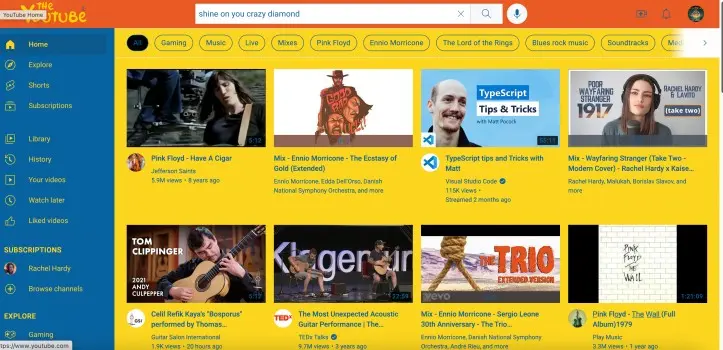 THE
YouTube
YouTube Home
shine on you crazy diamond
Home
Explore
Shorts
Subscriptions
Library
History
Your videos
Watch later
Liked videos
SUBSCRIPTIONS
Rachel Hardy
Browse channels
EXPLORE
Gaming
ttps://www.youtube.com
All
Gaming
Music
Live
Mixes
Pink Floyd
Ennio Morricone
The Lord of the Rings
Blues rock music
Soundtracks
5:12
Pink Floyd - Have A Cigar
Jefferson Saints
5.9M views • 8 years ago
Mix - Ennio Morricone - The Ecstasy of
Gold (Extended)
Ennio Morricone, Edda Dell'Orso, Danish
National Symphony Orchestra, and more
TypeScript
Tips & Tricks
with Matt Pocock
TypeScript tips and Tricks with
Matt
Visual Studio Code
115K views •
Streamed 2 months ago
POOR
WAYFARING
STRANGER
1917
RACHEL HARDY
& LAVITO
(take two)
Mix - Wayfaring Stranger (Take Two -
Modern Cover) - Rachel Hardy x Kaise...
Rachel Hardy, Malukah, Borislav Slavov, and
more
TOM
CLIPPINGER
2021
ANDY
CULPEPPER
5:17
GSI
Celil Refik Kaya's "Bosporus"
performed by Thomas...
Guitar Salon International
1.9K views • 20 hours ago
Klagenfur
TEDx
The Most Unexpected Acoustic
Guitar Performance | The...
TEDx Talks
9.7M views • 3 years ago
THE TRIO
EXTENDED VERSION
vevo
Mix - Ennio Morricone - Sergio Leone
30th Anniversary - The Trio...
Danish National Symphony
Orchestra, André Rieu, and more
PINK
FLOYD
THE
WALL
1:21:09
Pink Floyd - The Wall (Full
Album)1979
Play Music
3.3M views • 1 year ago